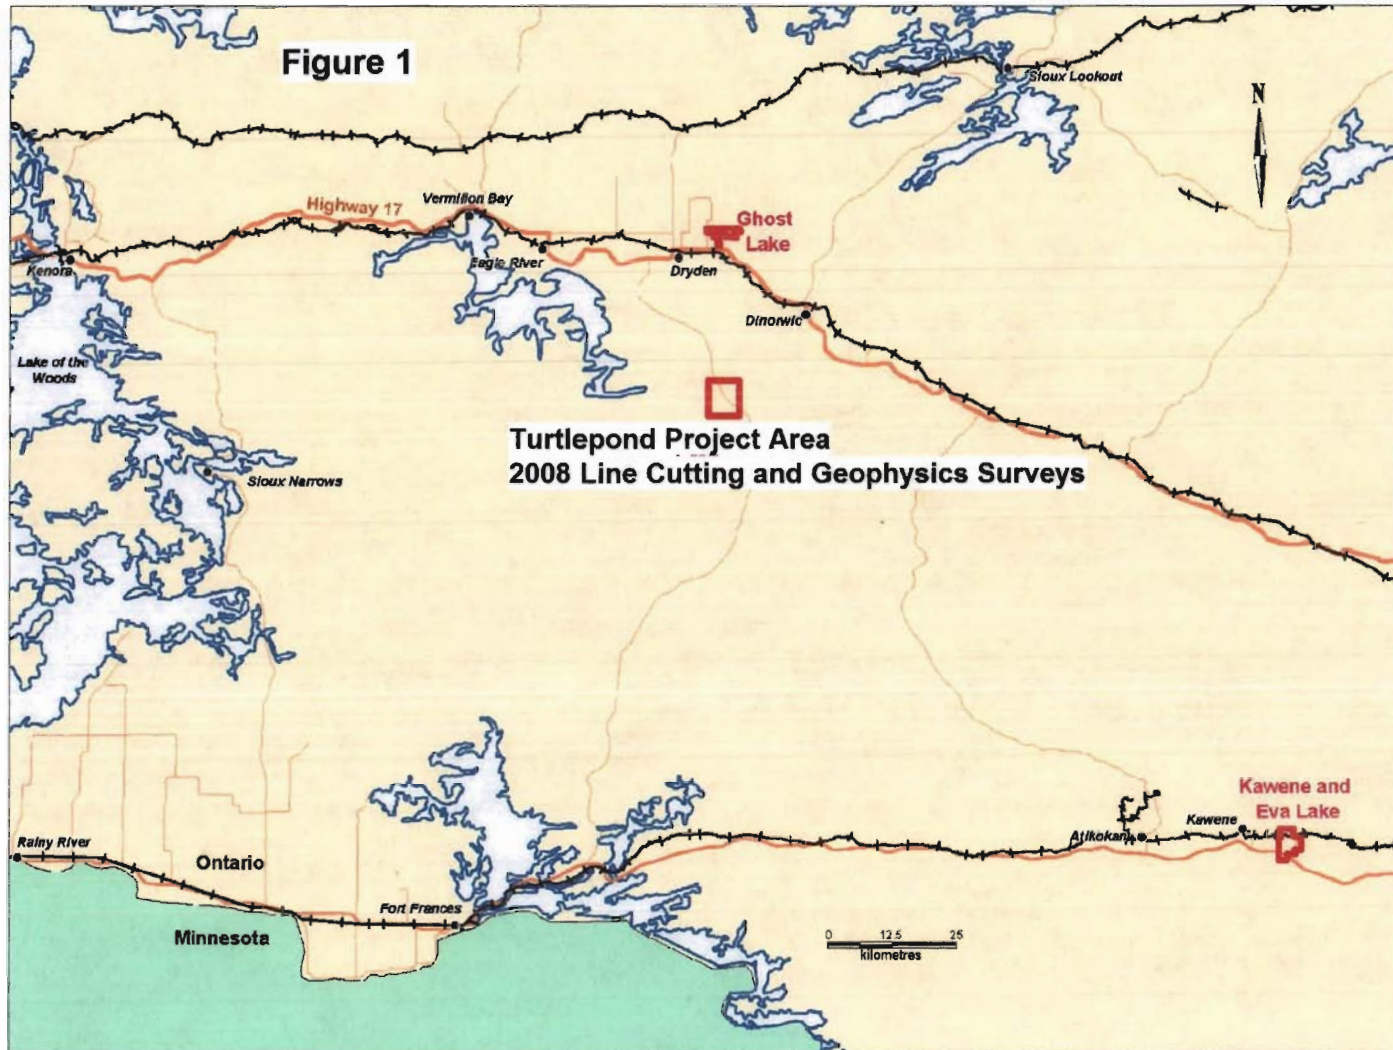 Figure 1
Sioux Lookout
N
Vermilion Bay
Highway 17
Ghost
Lake
Kenora
Eagle River
Dryden
Dinorwic
Lake of the
Woods
Turtlepond Project Area
2008 Line Cutting and Geophysics Surveys
Sioux Narrows
Kawene and
Eva Lake
Kawene
Atikokan
Rainy River
Ontario
Fort Frances
Minnesota
0 12.5 25
kilometres